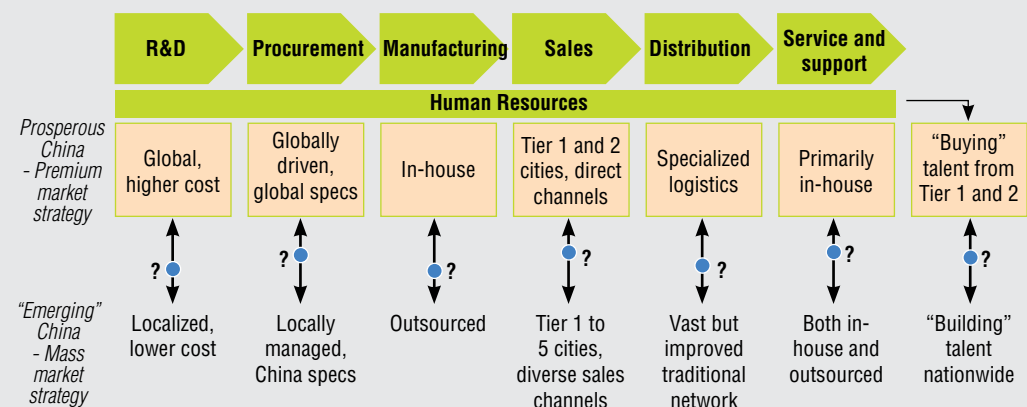 R&D
Procurement
Manufacturing
Sales
Distribution
Service and
support
Human Resources
Prosperous
China
- Premium
market
strategy
Global,
higher cost
Globally
driven,
global specs
In-house
Tier 1 and 2
cities, direct
channels
Specialized
logistics
Primarily
in-house
“Buying”
talent from
Tier 1 and 2
?
?
?
?
?
?
?
“Emerging”
China
- Mass
market
strategy
Localized,
lower cost
Locally
managed,
China specs
Outsourced
Tier 1 to
5 cities,
diverse sales
channels
Vast but
improved
traditional
network
Both in-
house and
outsourced
“Building”
talent
nationwide